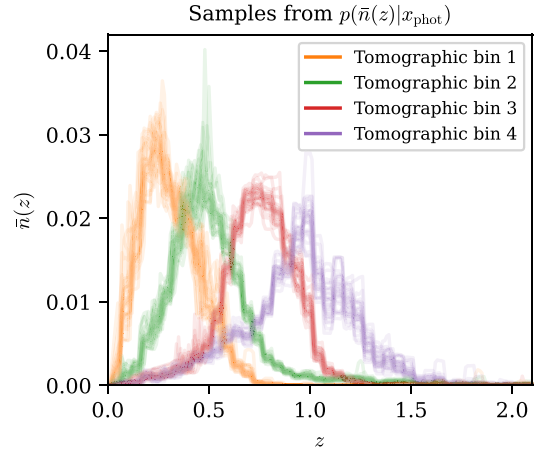 Samples from p(n̄(z)|x_phot)
Tomographic bin 1
Tomographic bin 2
Tomographic bin 3
Tomographic bin 4
n̄(z)
0.04
0.03
0.02
0.01
0.00
0.0 0.5 1.0 1.5 2.0
z